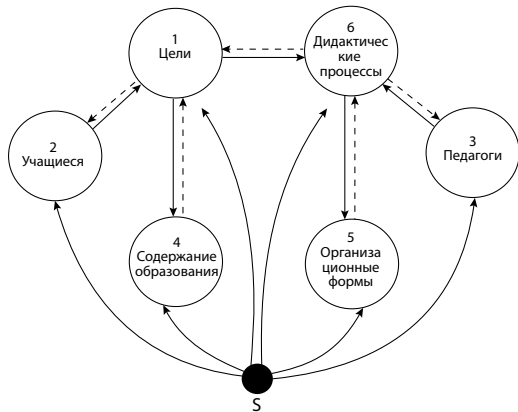 1
Цели
6
Дидактичес
кие
процессы
2
Учащиеся
3
Педагоги
4
Содержание
образования
5
Организа
ционные
формы
S